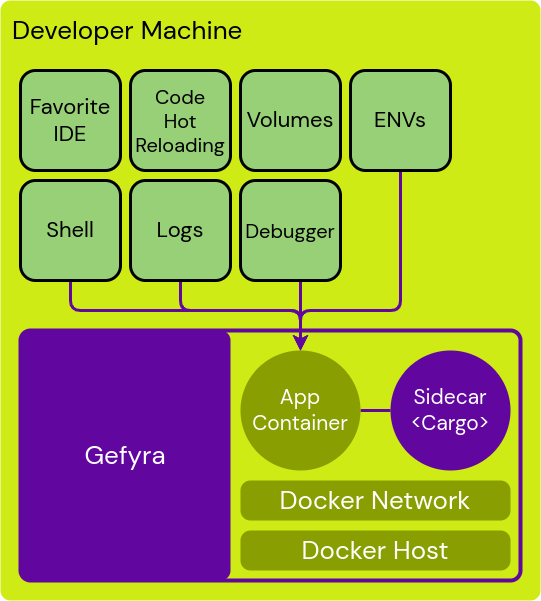 Developer Machine
Favorite
IDE
Code
Hot
Reloading
Volumes
ENVs
Shell
Logs
Debugger
Gefyra
App
Container
Sidecar
<Cargo>
Docker Network
Docker Host